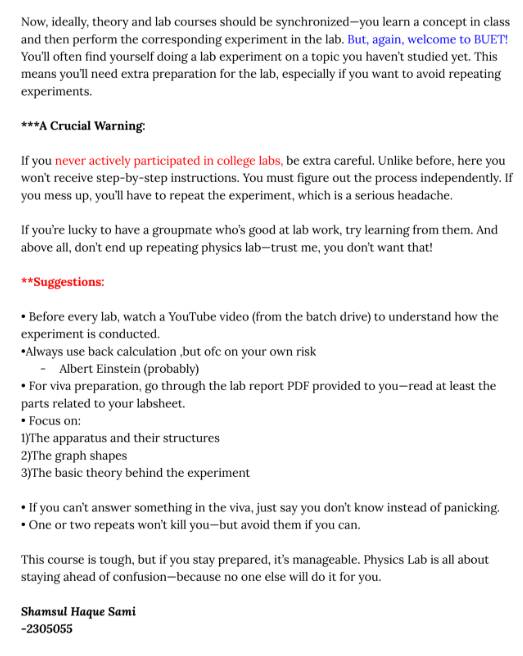 Now, ideally, theory and lab courses should be synchronized—you learn a concept in class
and then perform the corresponding experiment in the lab. But, again, welcome to BUET!
You'll often find yourself doing a lab experiment on a topic you haven't studied yet. This
means you'll need extra preparation for the lab, especially if you want to avoid repeating
experiments.
***A Crucial Warning:
If you never actively participated in college labs, be extra careful. Unlike before, here you
won't receive step-by-step instructions. You must figure out the process independently. If
you mess up, you'll have to repeat the experiment, which is a serious headache.
If you're lucky to have a groupmate who's good at lab work, try learning from them. And
above all, don't end up repeating physics lab—trust me, you don't want that!
**Suggestions:
• Before every lab, watch a YouTube video (from the batch drive) to understand how the
experiment is conducted.
•Always use back calculation ,but ofc on your own risk
- Albert Einstein (probably)
• For viva preparation, go through the lab report PDF provided to you—read at least the
parts related to your labsheet.
• Focus on:
1)The apparatus and their structures
2)The graph shapes
3)The basic theory behind the experiment
• If you can't answer something in the viva, just say you don't know instead of panicking.
• One or two repeats won't kill you—but avoid them if you can.
This course is tough, but if you stay prepared, it's manageable. Physics Lab is all about
staying ahead of confusion—because no one else will do it for you.
Shamsul Haque Sami
-2305055